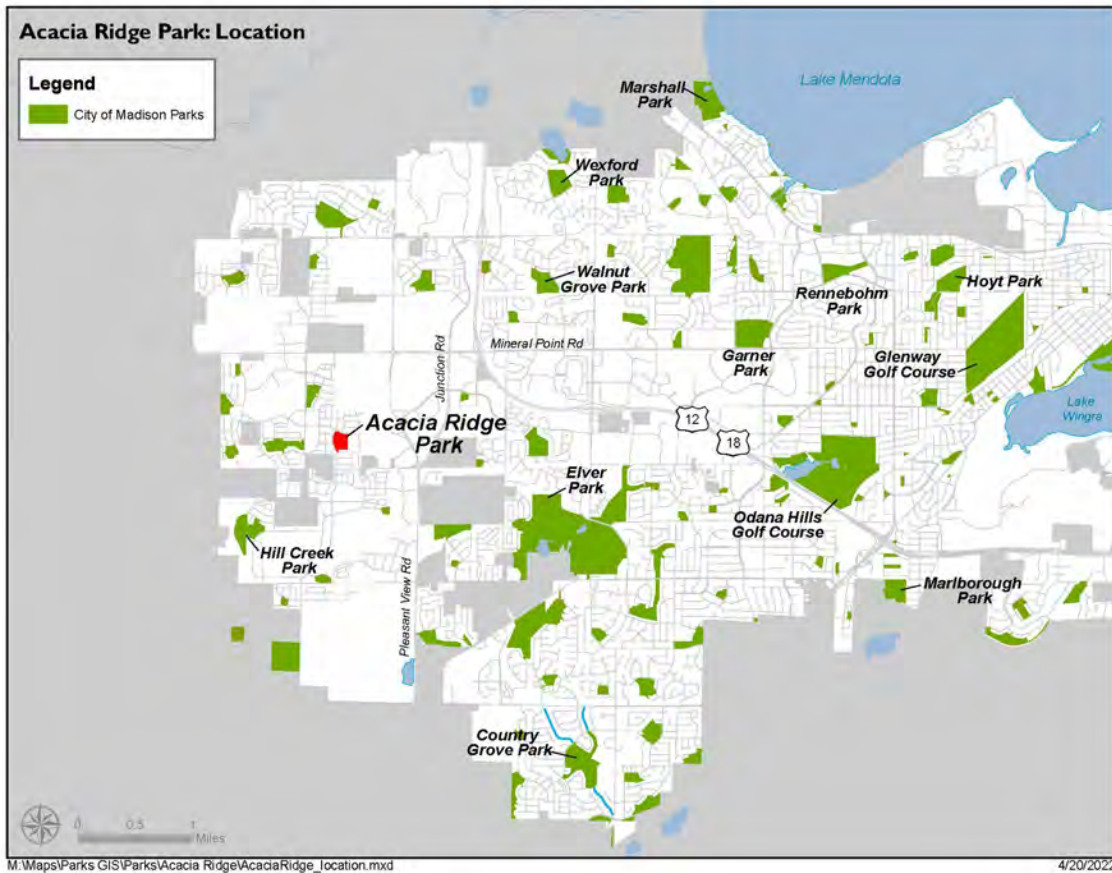 Acacia Ridge Park: Location
Legend
City of Madison Parks
Lake Mendota
Marshall
Park
Wexford
Park
Walnut
Grove Park
Rennebohm
Park
Hoyt Park
Mineral Point Rd
Junction Rd
Garner
Park
Glenway
Golf Course
Lake
Wingra
Acacia Ridge
Park
12
18
Elver
Park
Odana Hills
Golf Course
Hill Creek
Park
Pleasant View Rd
Marlborough
Park
Country
Grove Park
0 0.5 1
Miles
M:\Maps\Parks GIS\Parks\Acacia Ridge\AcaciaRidge_location.mxd
4/20/2022